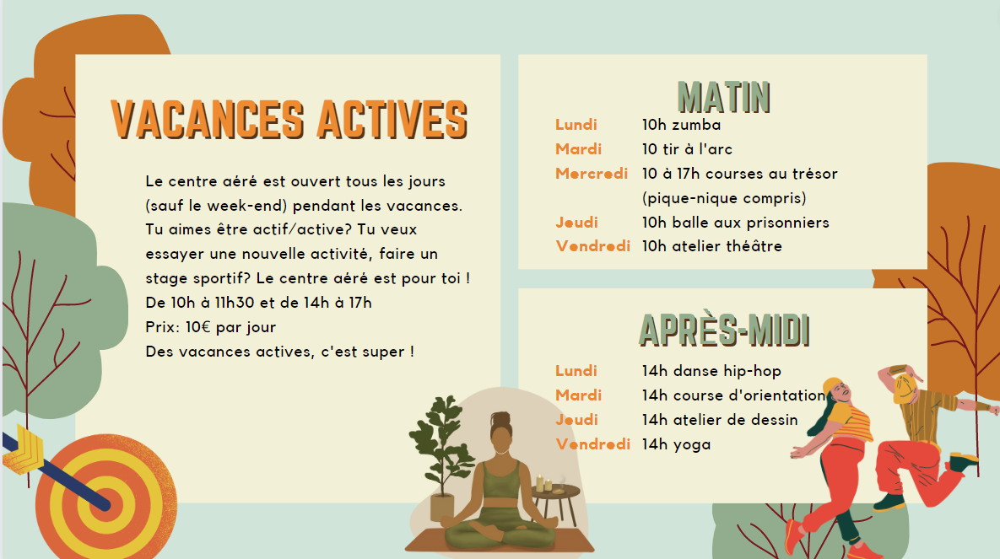 VACANCES ACTIVES
Le centre aéré est ouvert tous les jours
(sauf le week-end) pendant les vacances.
Tu aimes être actif/active? Tu veux
essayer une nouvelle activité, faire un
stage sportif? Le centre aéré est pour toi !
De 10h à 11h30 et de 14h à 17h
Prix: 10€ par jour
Des vacances actives, c'est super !
MATIN
Lundi 10h zumba
Mardi 10 tir à l'arc
Mercredi 10 à 17h courses au trésor
(pique-nique compris)
Jeudi 10h balle aux prisonniers
Vendredi 10h atelier théâtre
APRÈS-MIDI
Lundi 14h danse hip-hop
Mardi 14h course d'orientation
Jeudi 14h atelier de dessin
Vendredi 14h yoga